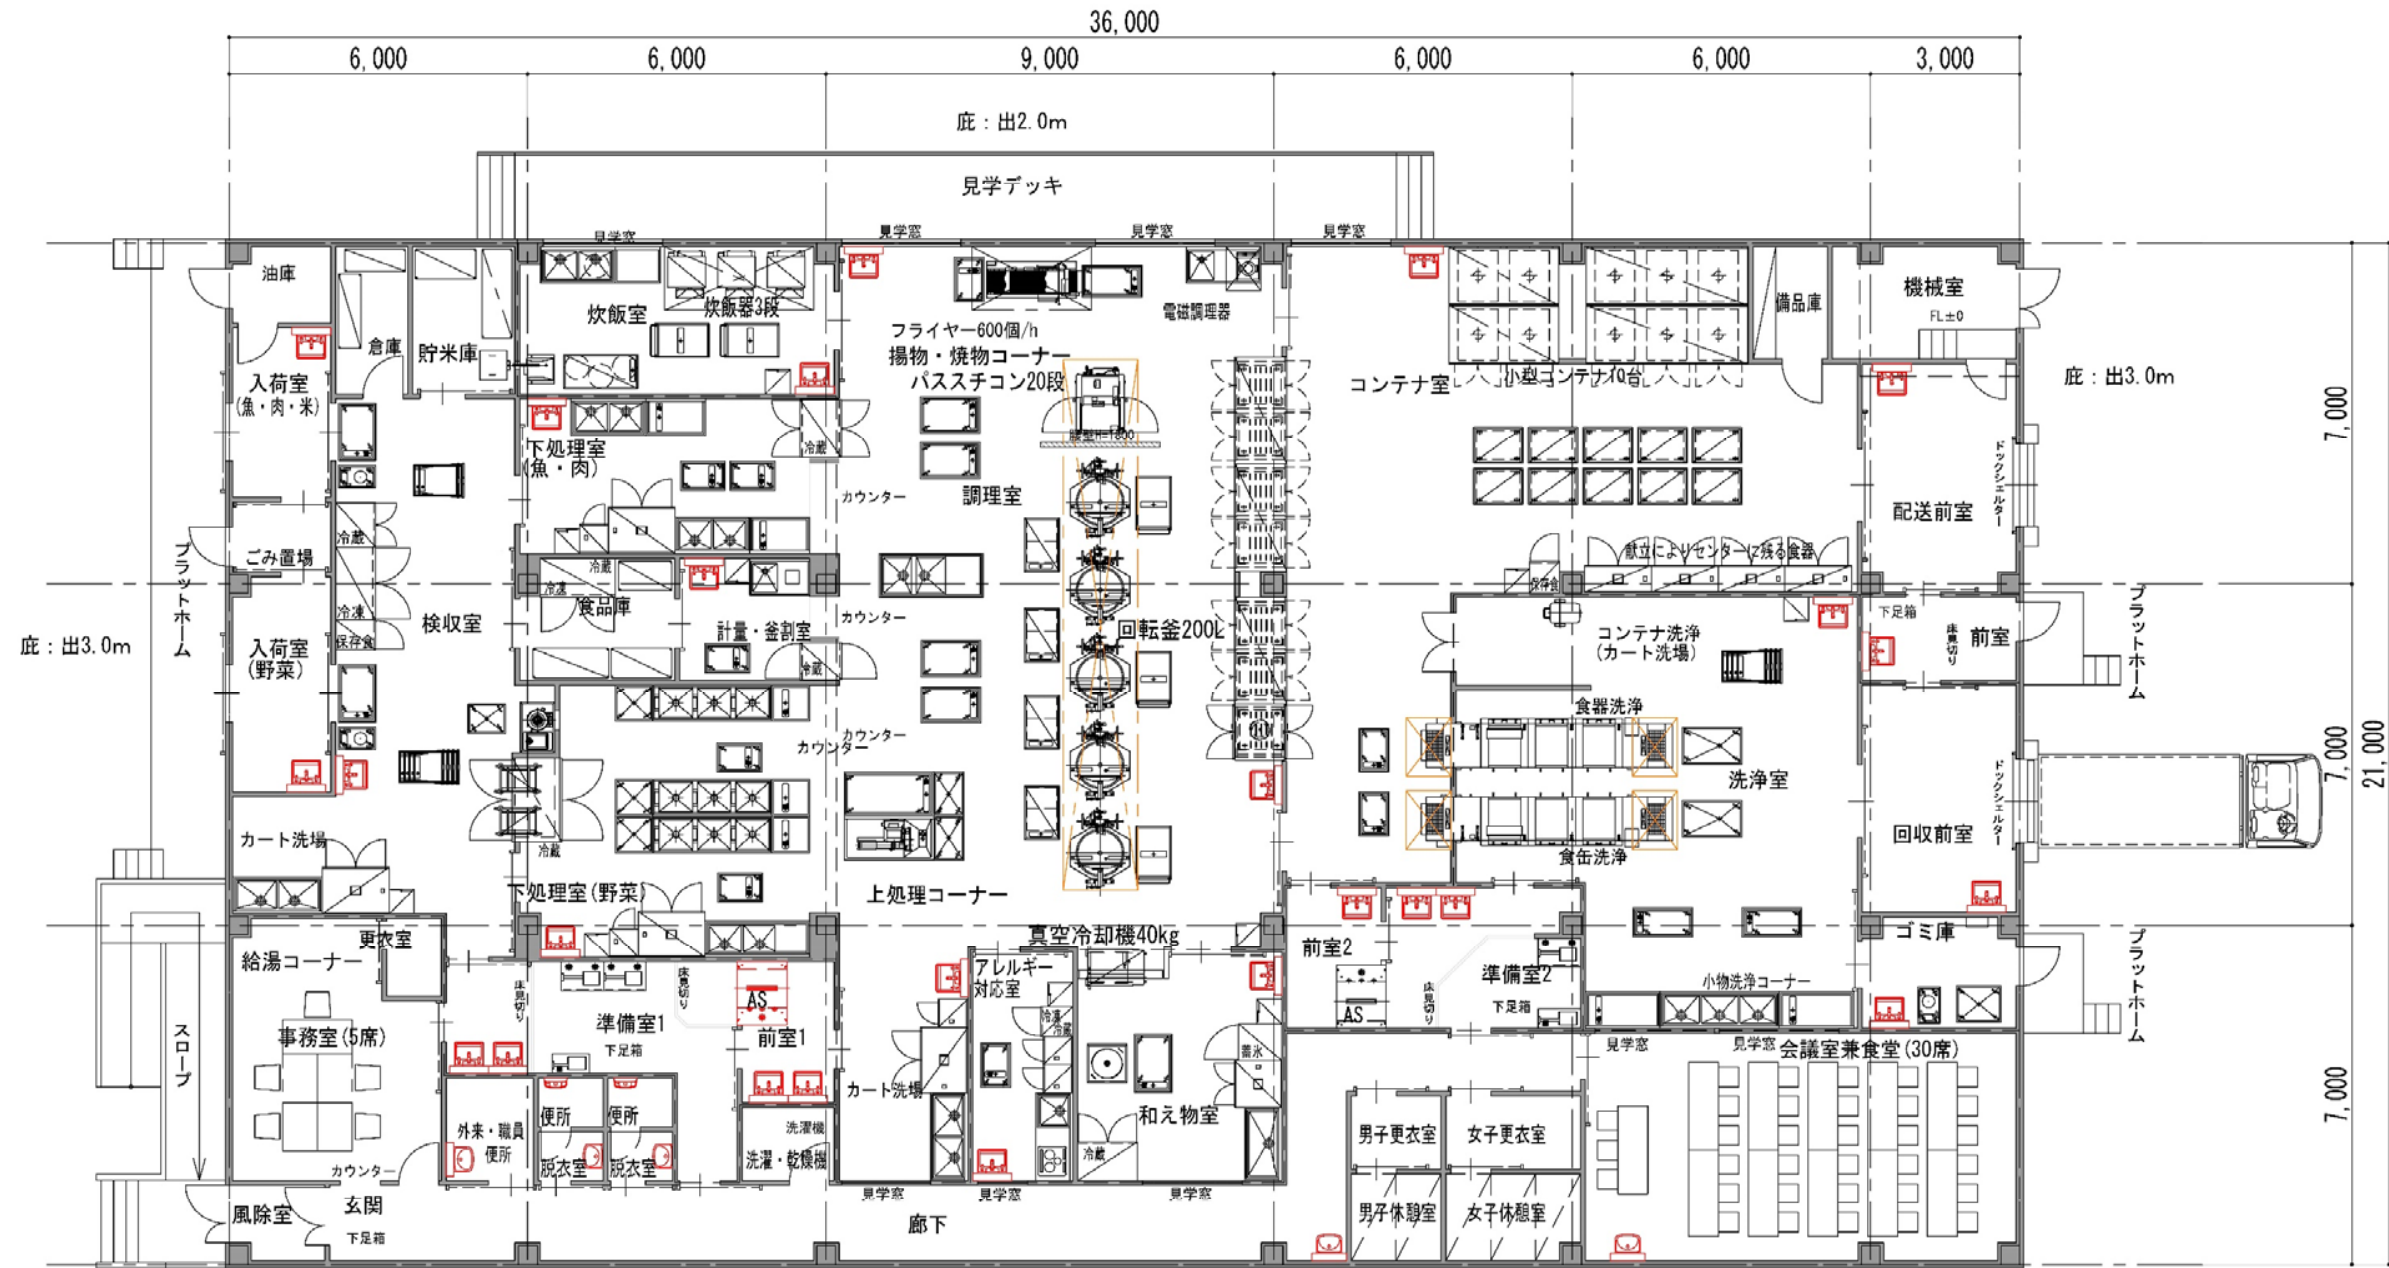 36,000
6,000
6,000
9,000
6,000
6,000
3,000
庇：出2.0m
見学デッキ
見学窓
見学窓
見学窓
見学窓
油庫
倉庫
貯米庫
炊飯室
炊飯器3段
電磁調理器
フライヤー600個/h
揚物・焼物コーナー
パススチコン20段
備品庫
機械室
FL±0
入荷室
(魚・肉・米)
コンテナ室
小型コンテナ10台
庇：出3.0m
7,000
下処理室
(魚・肉)
冷蔵
カウンター
調理室
配送前室
ドックシェルター
ごみ置場
冷蔵
献立によりセンターに残る食器
保存食
プラットホーム
冷凍
保存食
検収室
冷蔵
冷凍
食品庫
計量・釜割室
冷蔵
カウンター
回転釜200L
コンテナ洗浄
(カート洗場)
下足箱
床見切り
前室
プラットホーム
庇：出3.0m
入荷室
(野菜)
食器洗浄
カウンター
カウンター
洗浄室
ドックシェルター
7,000
21,000
カート洗場
冷蔵
食缶洗浄
回収前室
下処理室(野菜)
上処理コーナー
真空冷却機40kg
給湯コーナー
更衣室
床見切り
床見切り
AS
アレルギー
対応室
前室2
準備室2
下足箱
床見切り
AS
小物洗浄コーナー
ゴミ庫
プラットホーム
スロープ
事務室(5席)
準備室1
下足箱
前室1
冷凍
冷蔵
蓄氷
見学窓
見学窓
会議室兼食堂(30席)
カート洗場
和え物室
冷蔵
7,000
外来・職員
便所
便所
便所
脱衣室
脱衣室
洗濯機
洗濯・乾燥機
男子更衣室
女子更衣室
カウンター
見学窓
見学窓
見学窓
風除室
玄関
下足箱
廊下
男子休憩室
女子休憩室